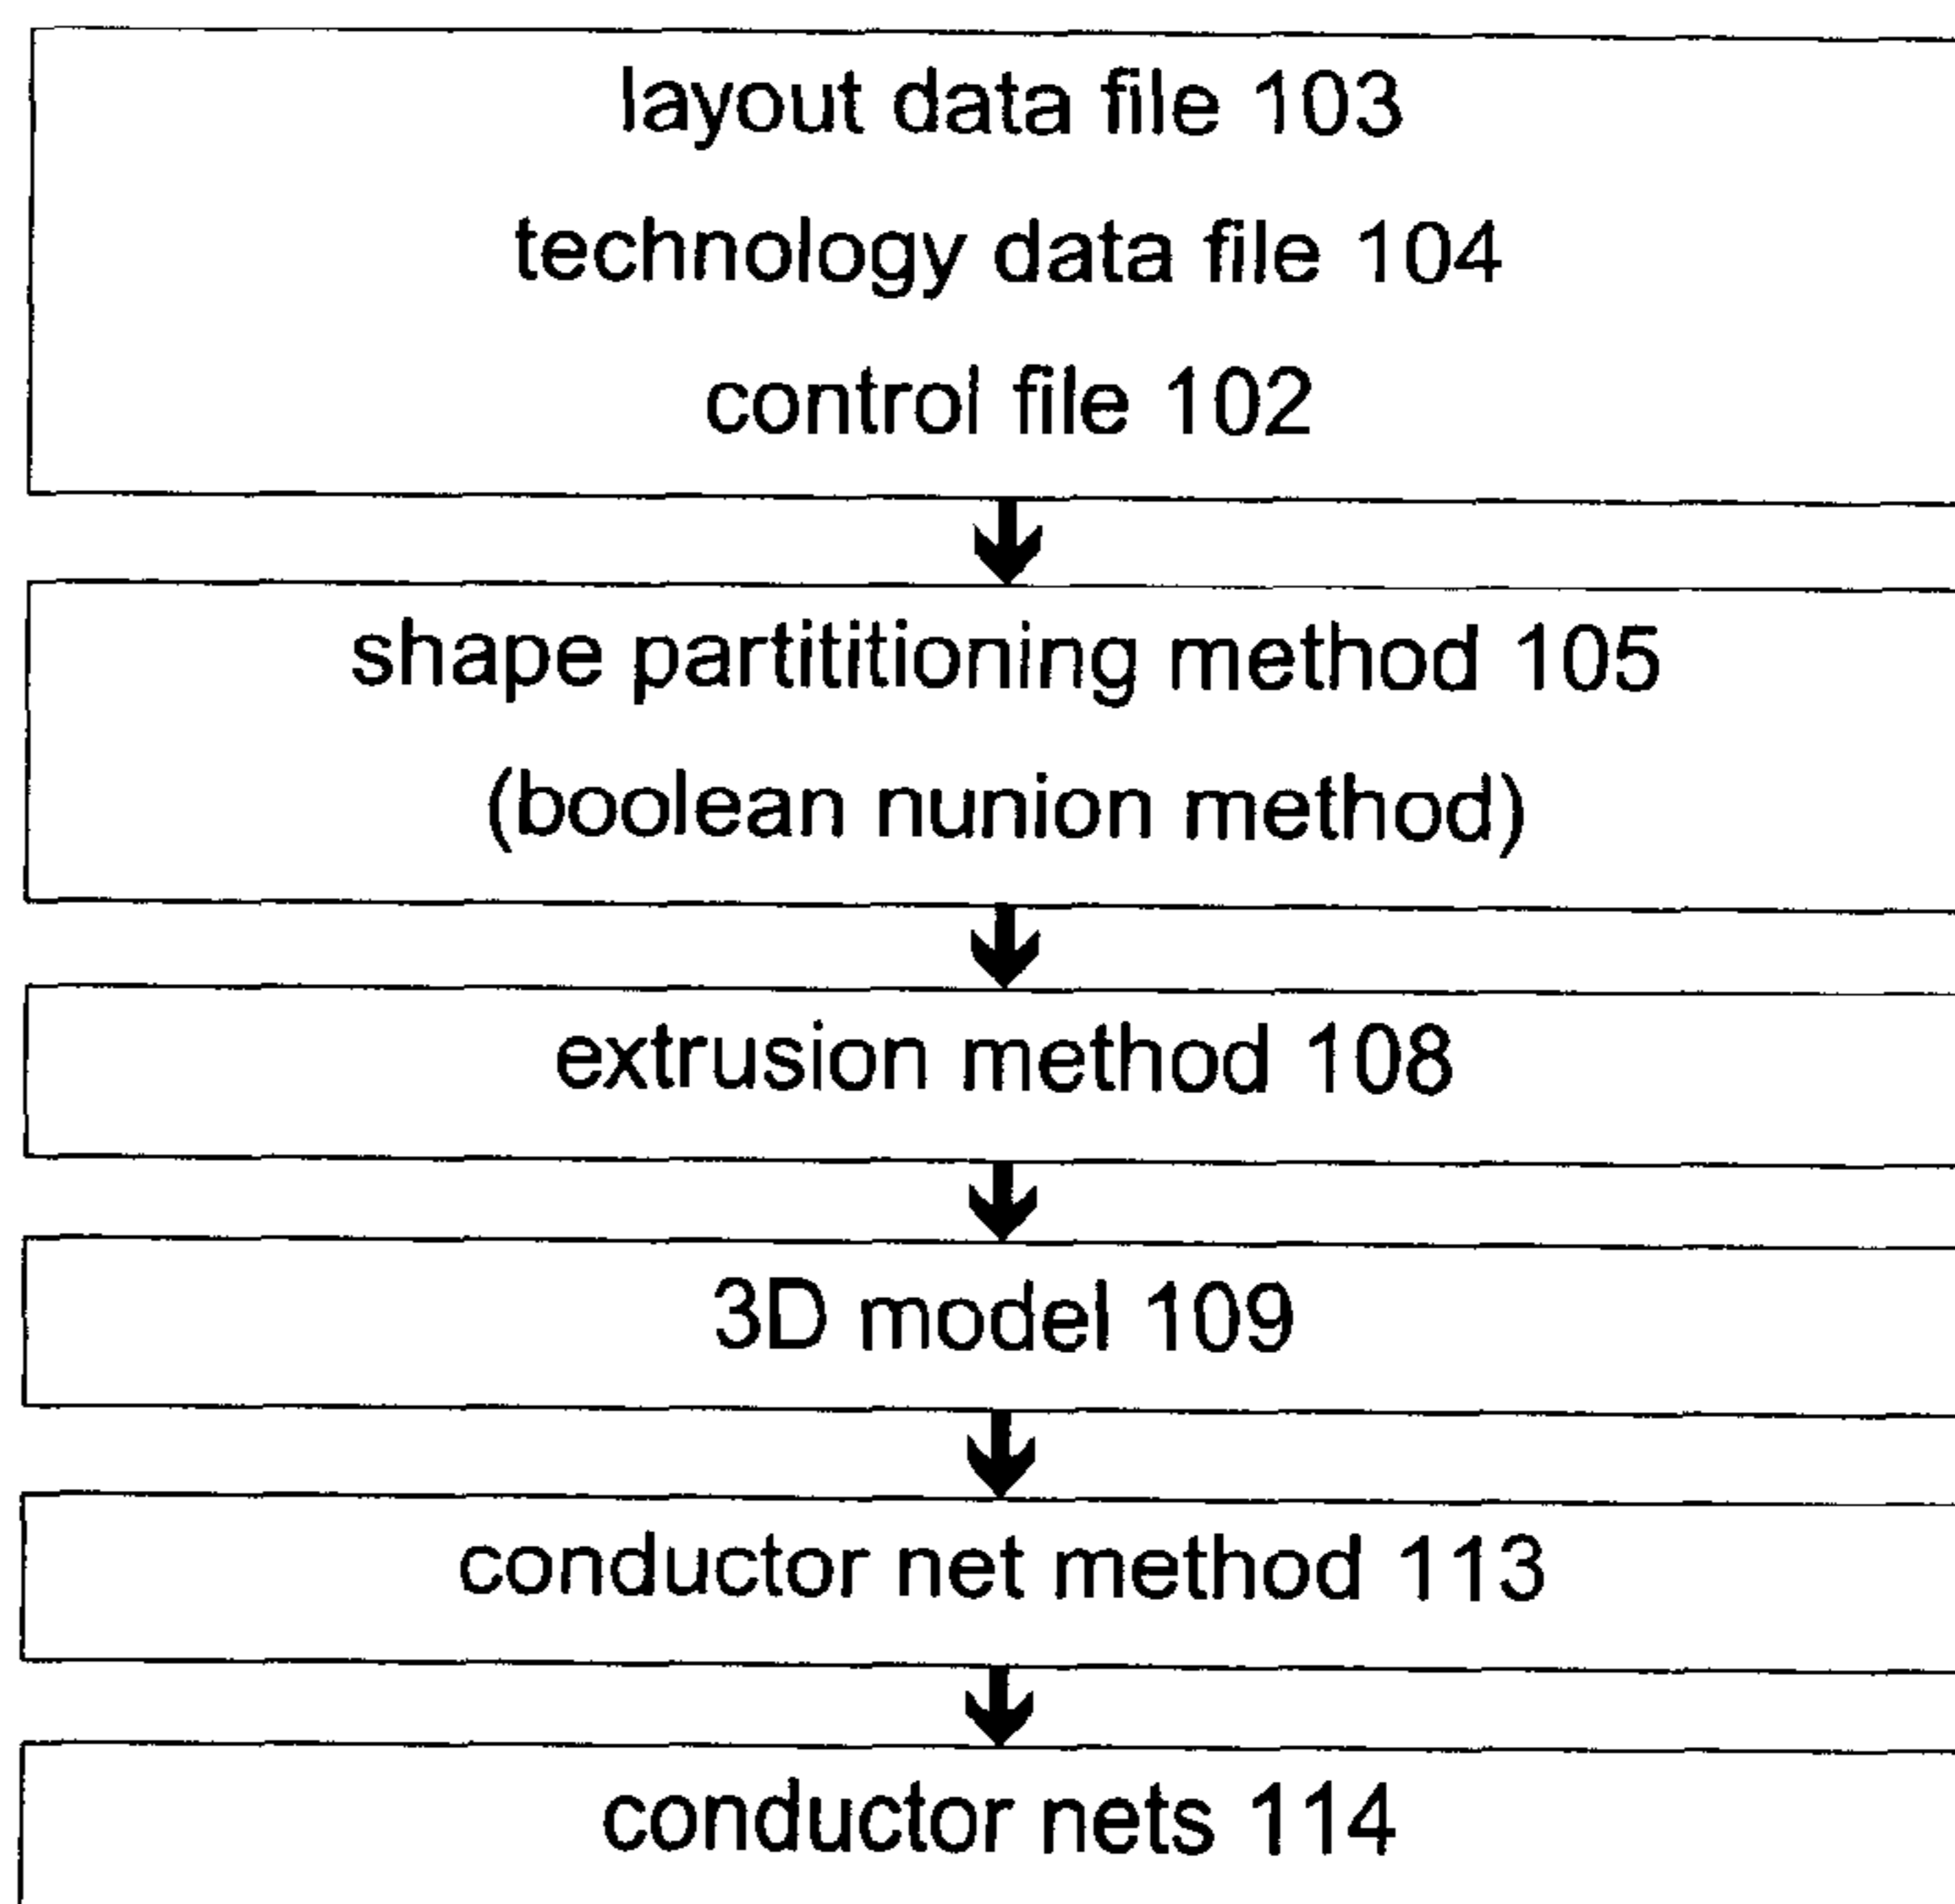 layout data file 103
technology data file 104
control file 102
shape partititioning method 105
(boolean nunion method)
extrusion method 108
3D model 109
conductor net method 113
conductor nets 114